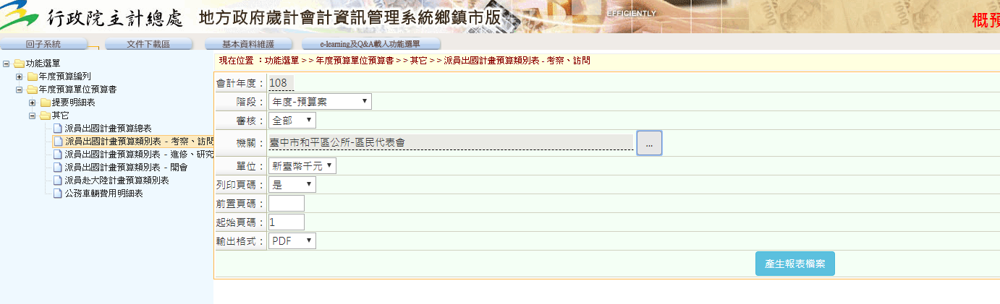 行政院主計總處 地方政府歲計會計資訊管理系統鄉鎮市版 EFFICIENTLY 概預
回子系統 文件下載區 基本資料維護 e-learning及Q&A載入功能選單
功能選單
年度預算編列
年度預算單位預算書
提要明細表
其它
派員出國計畫預算總表
派員出國計畫預算類別表 - 考察、訪問
派員出國計畫預算類別表 - 進修、研究
派員出國計畫預算類別表 - 開會
派員赴大陸計畫預算類別表
公務車輛費用明細表
現在位置 ：功能選單 > > 年度預算單位預算書 > > 其它 > > 派員出國計畫預算類別表 - 考察、訪問
會計年度： 108
階段： 年度-預算案
審核： 全部
機關： 臺中市和平區公所-區民代表會 ...
單位： 新臺幣千元
列印頁碼： 是
前置頁碼：
起始頁碼： 1
輸出格式： PDF
產生報表檔案